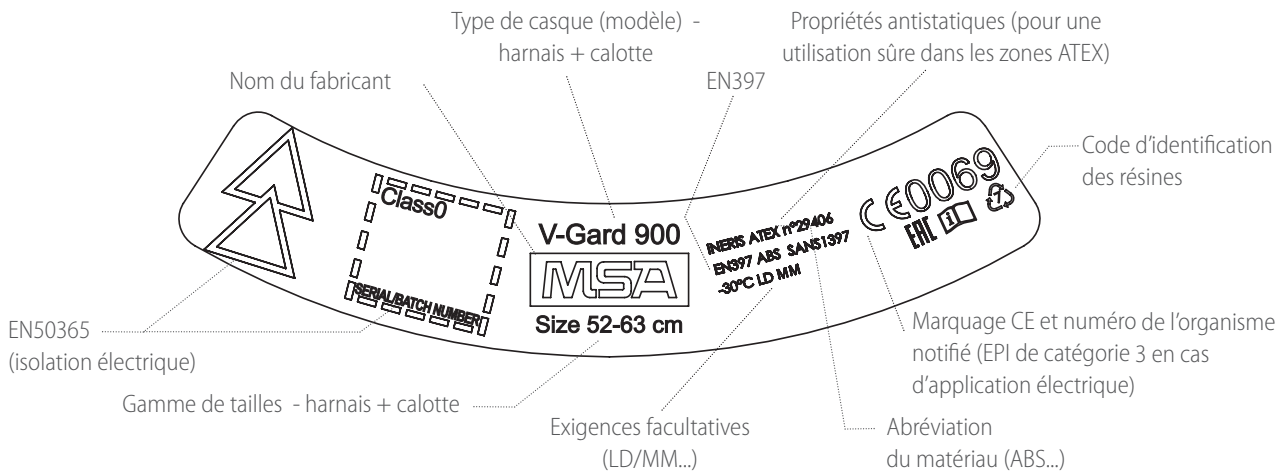 Type de casque (modèle) -
harnais + calotte
Propriétés antistatiques (pour une
utilisation sûre dans les zones ATEX)
Nom du fabricant
EN397
Code d'identification
des résines
Class0
SERIAL/BATCH NUMBER
V-Gard 900
MSA
Size 52-63 cm
INERIS ATEX n°29406
EN397 ABS SANS1397
-30°C LD MM
CE0069
EAC
i
7
EN50365
(isolation électrique)
Gamme de tailles - harnais + calotte
Exigences facultatives
(LD/MM...)
Abréviation
du matériau (ABS...)
Marquage CE et numéro de l'organisme
notifié (EPI de catégorie 3 en cas
d'application électrique)